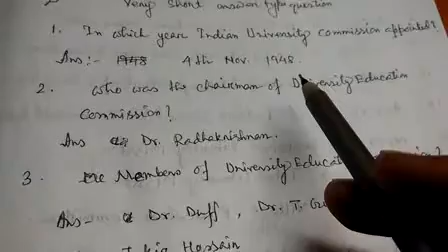 Very short answer type question
1. In which year Indian University commission appointed?
Ans :- 1948 4th Nov. 1948.
2. Who was the chairman of University Education
Commission?
Ans Dr. Radhakrishnan.
3. Members of University
Ans- Dr. Duff, Dr. T.
Hossain